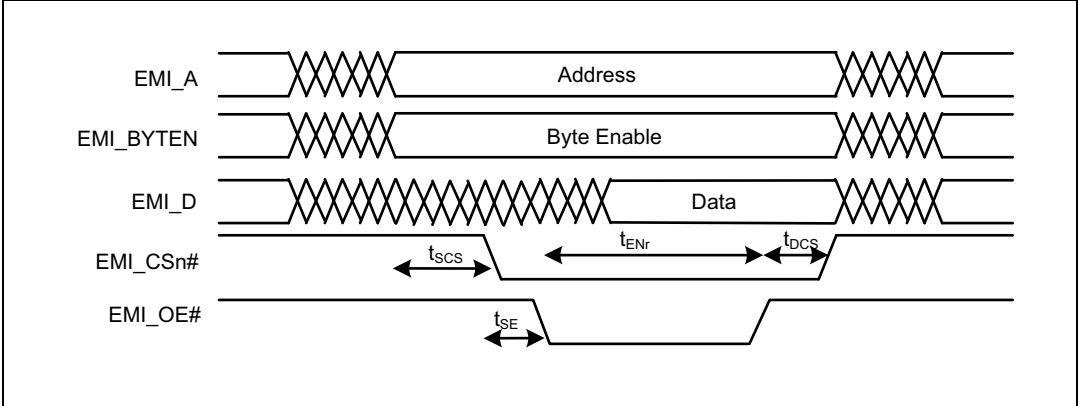 EMI_A Address
EMI_BYTEN Byte Enable
EMI_D Data
EMI_CSn# tSCS tENr tDCS
EMI_OE# tSE